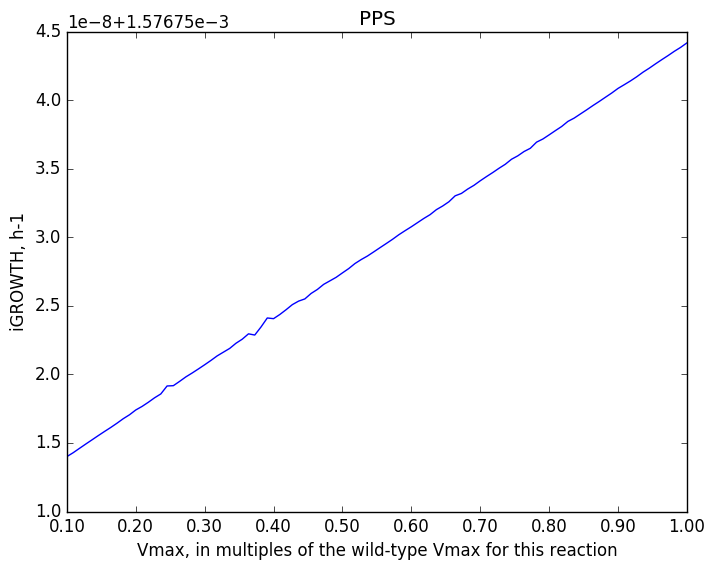 PPS
1e−8+1.57675e−3
4.5
4.0
3.5
3.0
2.5
2.0
1.5
1.0
iGROWTH, h-1
0.10 0.20 0.30 0.40 0.50 0.60 0.70 0.80 0.90 1.00
Vmax, in multiples of the wild-type Vmax for this reaction